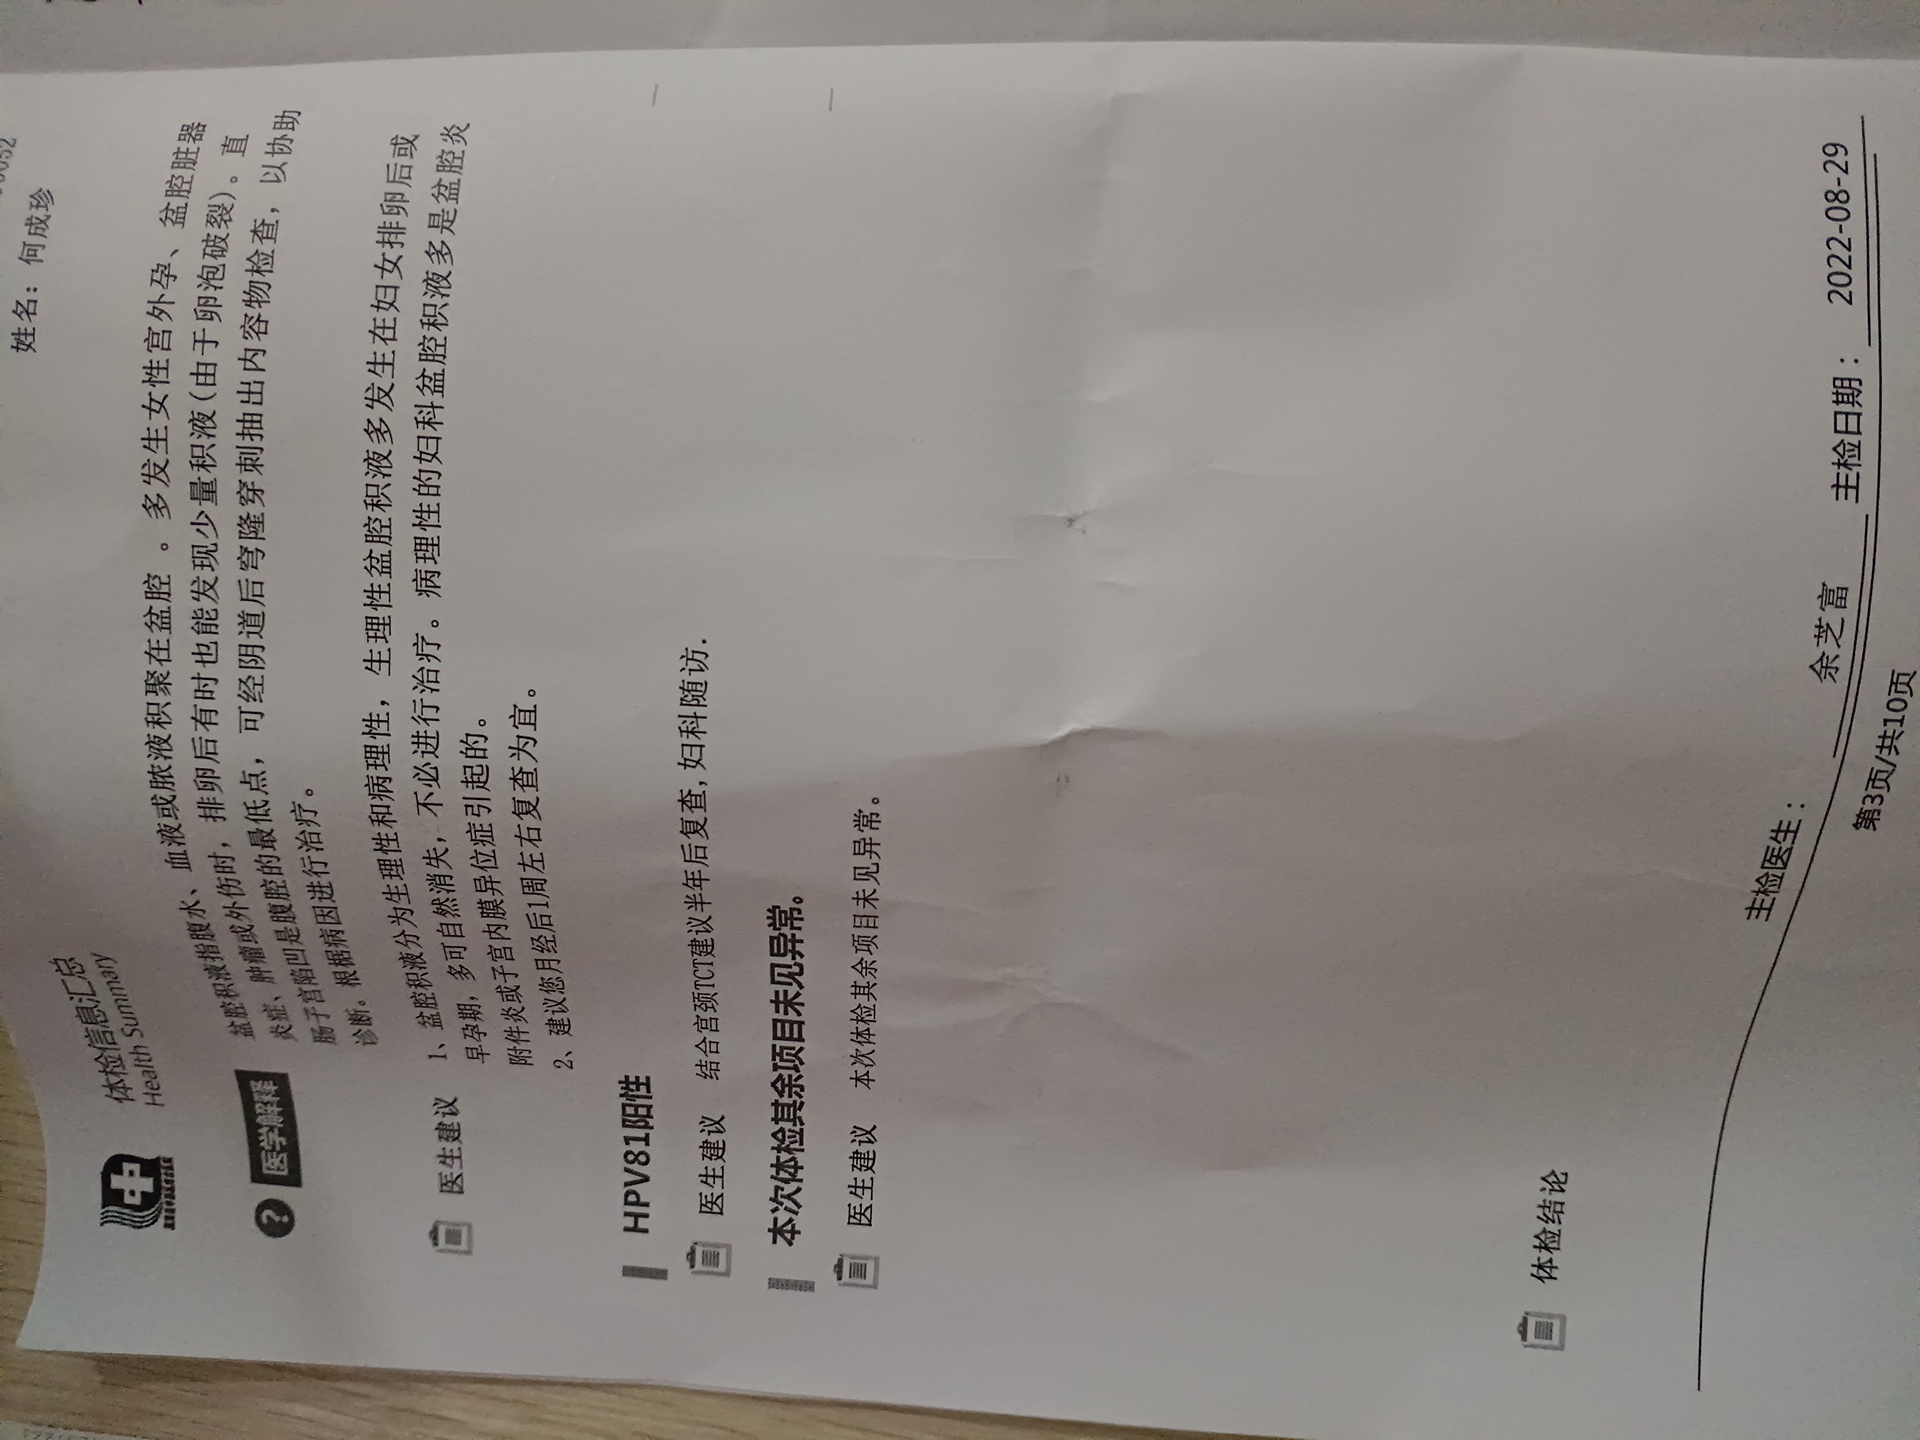 体检信息汇总
Health Summary
姓名：何成珍
医学解释
盆腔积液指腹水、血液或脓液积聚在盆腔 。多发生女性宫外孕、盆腔脏器
炎症、肿瘤或外伤时，排卵后有时也能发现少量积液(由于卵泡破裂)。直
肠子宫陷凹是腹腔的最低点，可经阴道后穹隆穿刺抽出内容物检查，以协助
诊断。根据病因进行治疗。
医生建议
1、盆腔积液分为生理性和病理性，生理性盆腔积液多发生在妇女排卵后或
早孕期，多可自然消失，不必进行治疗。病理性的妇科盆腔积液多是盆腔炎
附件炎或子宫内膜异位症引起的。
2、建议您月经后1周左右复查为宜。
HPV81阳性
医生建议 结合宫颈TCT建议半年后复查,妇科随访.
本次体检其余项目未见异常。
医生建议 本次体检其余项目未见异常。
体检结论
主检医生： 余芝富 主检日期： 2022-08-29
第3页/共10页